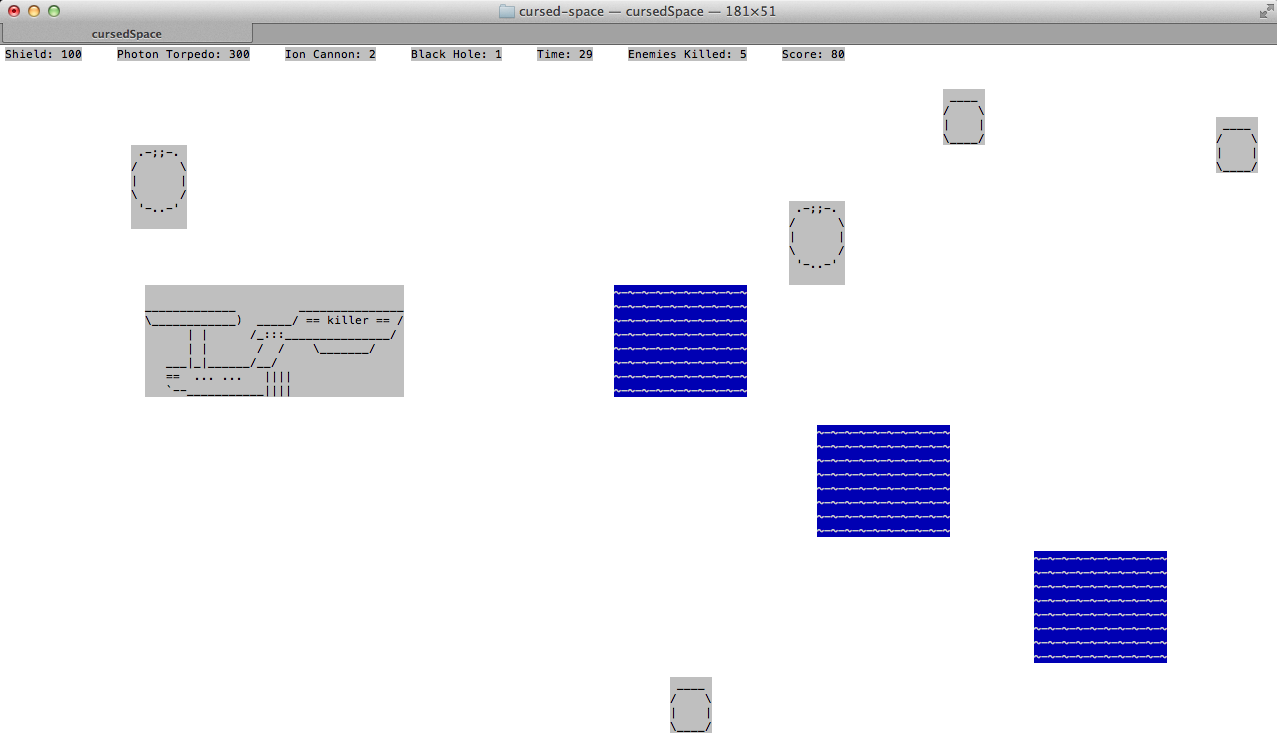 cursed-space — cursedSpace — 181×51
cursedSpace
Shield: 100 Photon Torpedo: 300 Ion Cannon: 2 Black Hole: 1 Time: 29 Enemies Killed: 5 Score: 80
== killer ==